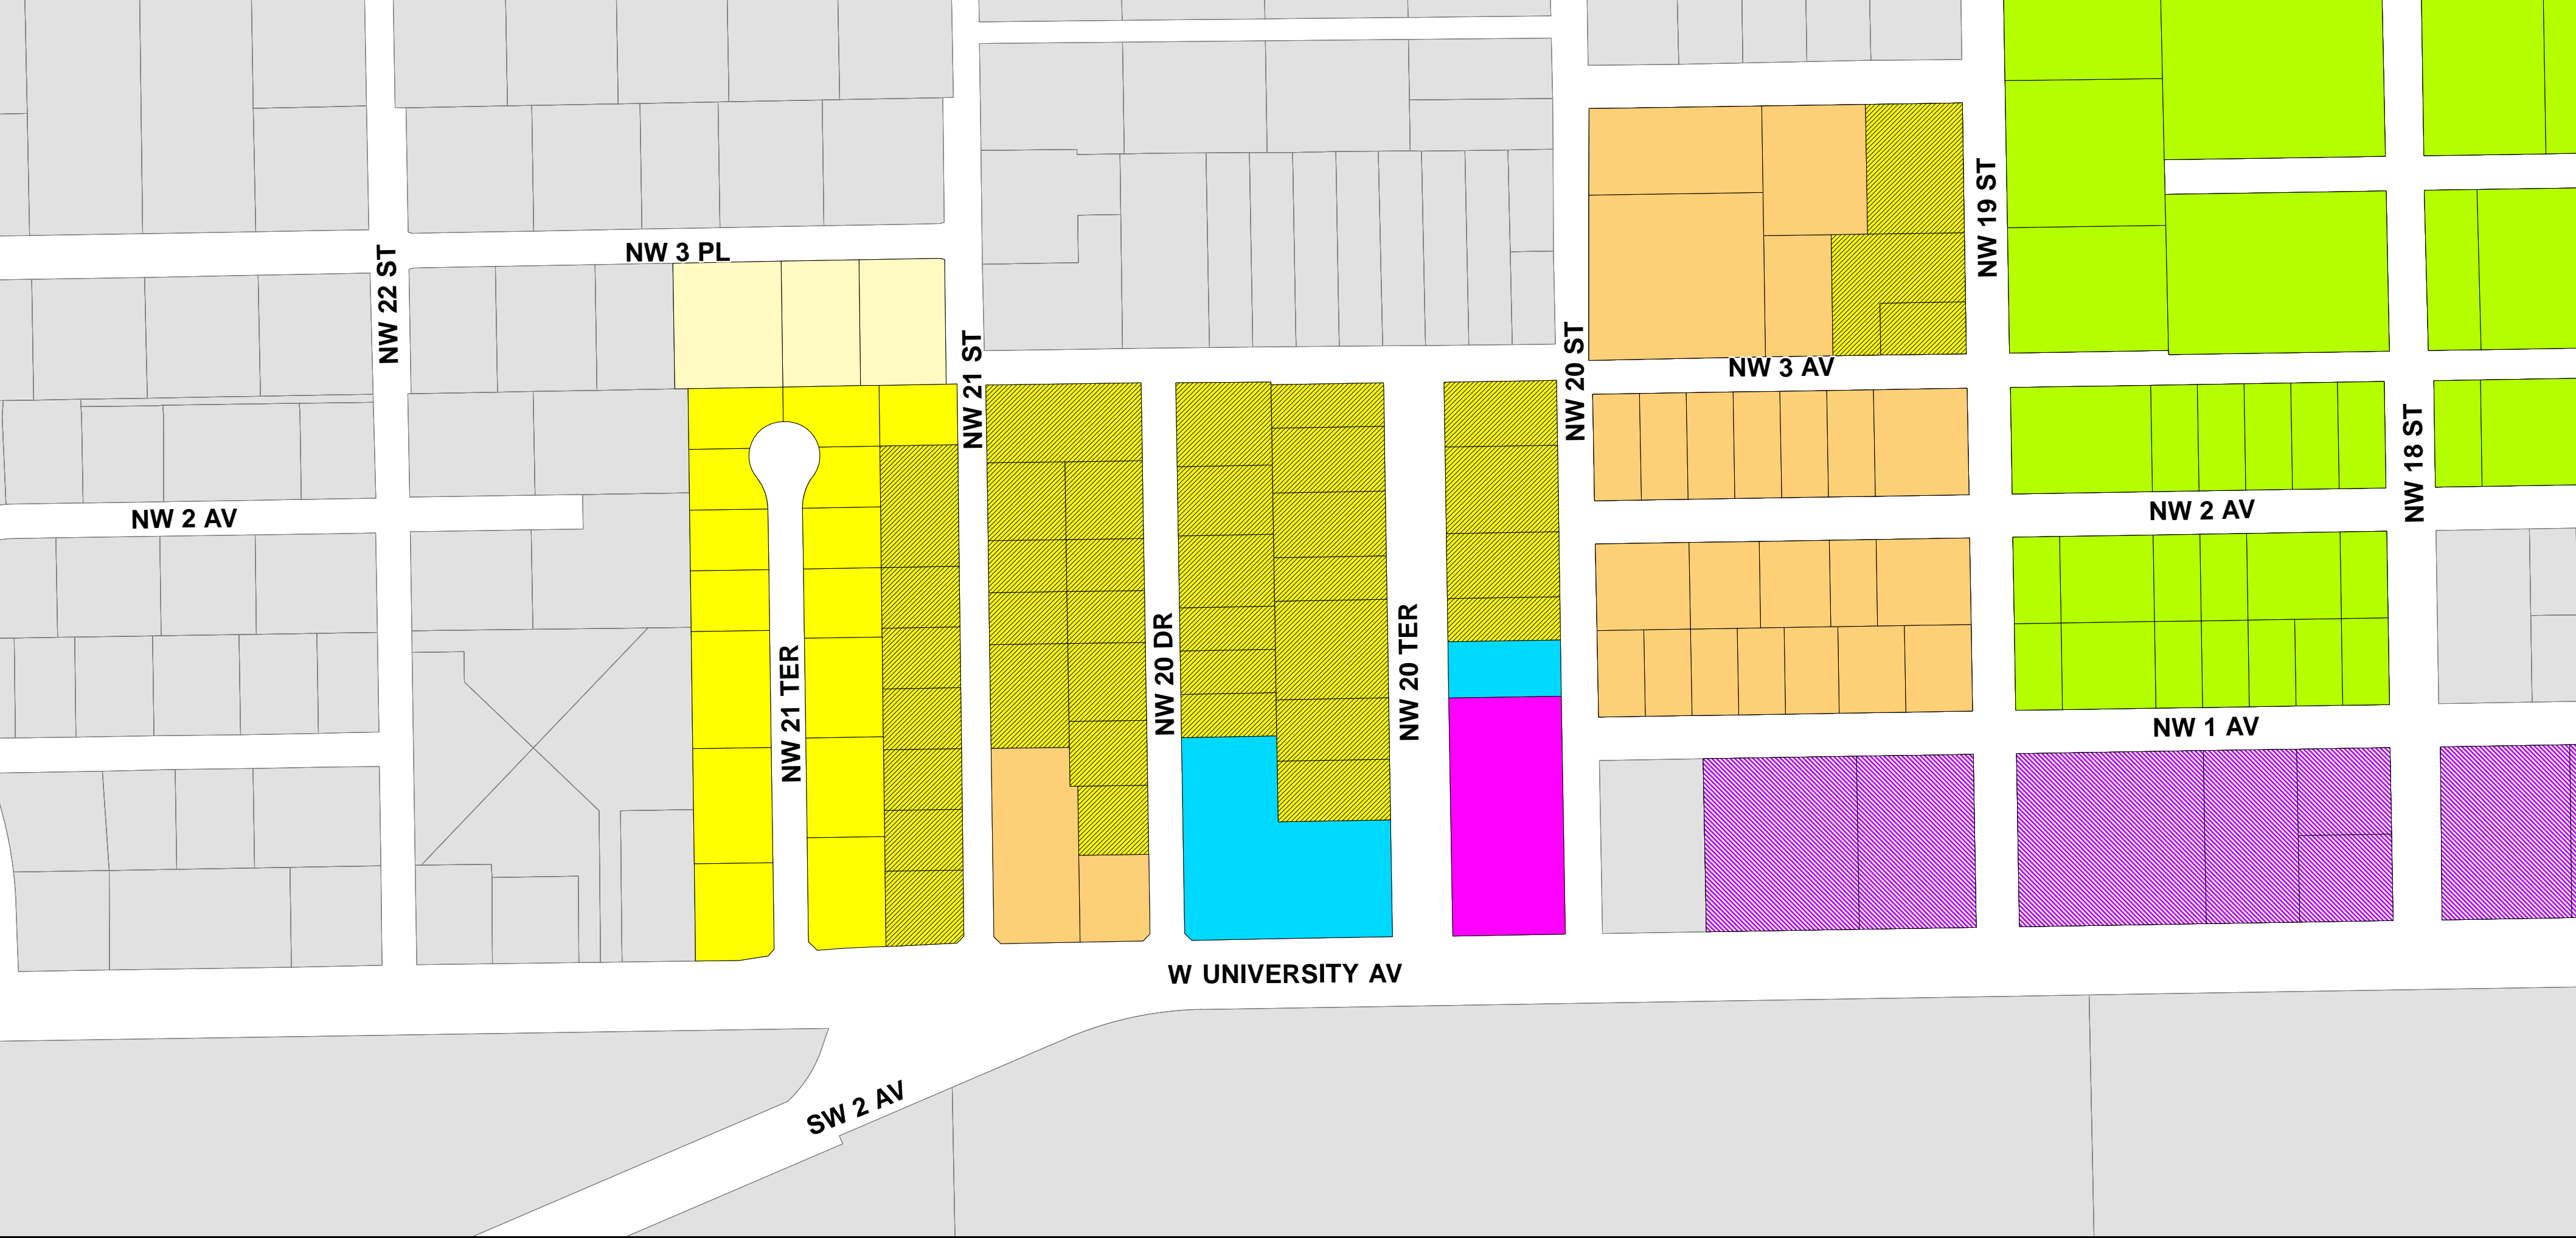 NW 19 ST
NW 3 PL
NW 22 ST
NW 21 ST
NW 20 ST
NW 3 AV
NW 18 ST
NW 2 AV
NW 2 AV
NW 20 DR
NW 20 TER
NW 21 TER
NW 1 AV
W UNIVERSITY AV
SW 2 AV